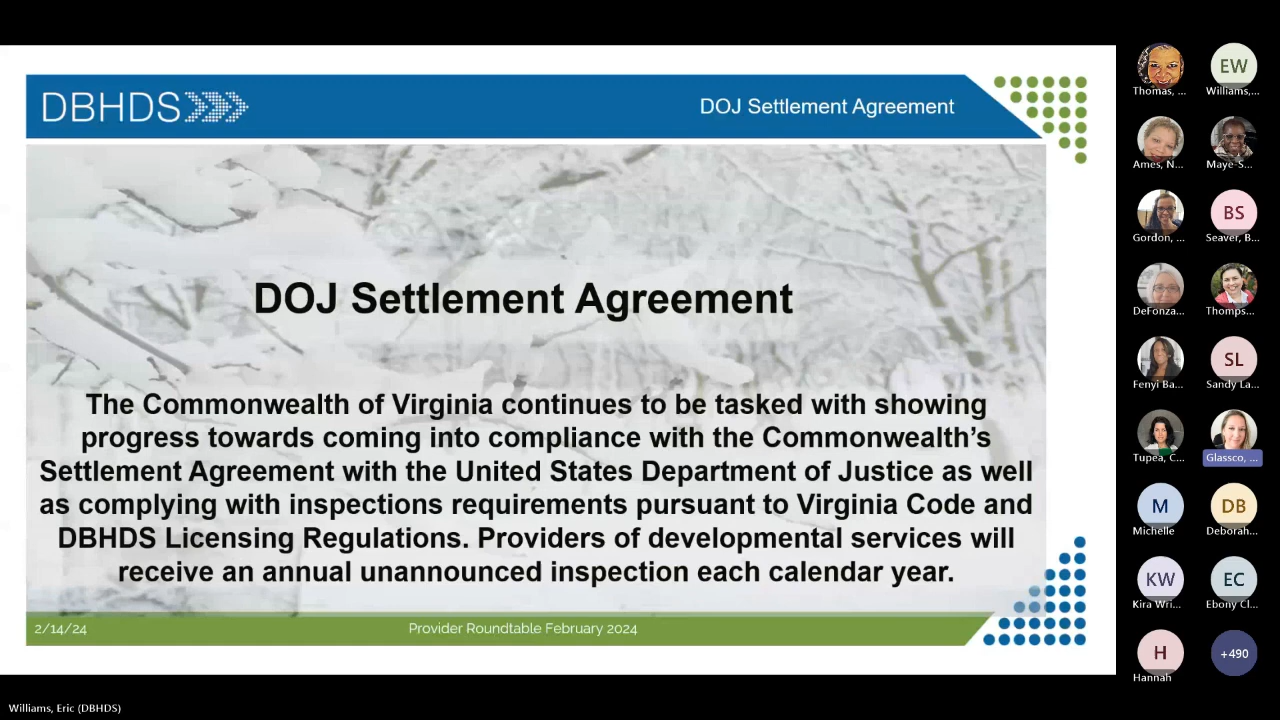 DBHDS
DOJ Settlement Agreement
DOJ Settlement Agreement
The Commonwealth of Virginia continues to be tasked with showing
progress towards coming into compliance with the Commonwealth’s
Settlement Agreement with the United States Department of Justice as well
as complying with inspections requirements pursuant to Virginia Code and
DBHDS Licensing Regulations. Providers of developmental services will
receive an annual unannounced inspection each calendar year.
2/14/24
Provider Roundtable February 2024
Thomas, ...
EW
Williams,...
Ames, N...
Maye-S...
Gordon, ...
BS
Seaver, B...
DeFonza...
Thomps...
Fenyi Ba...
SL
Sandy La...
Tupea, C...
Glassco, ...
M
Michelle
DB
Deborah...
KW
Kira Wri...
EC
Ebony Cl...
H
Hannah
+490
Williams, Eric (DBHDS)